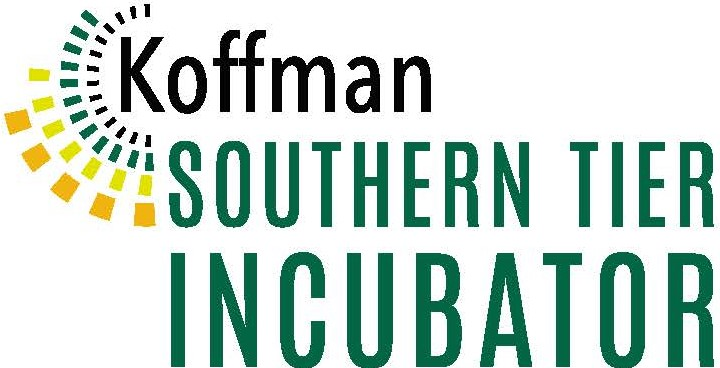 Koffman
SOUTHERN TIER
INCUBATOR